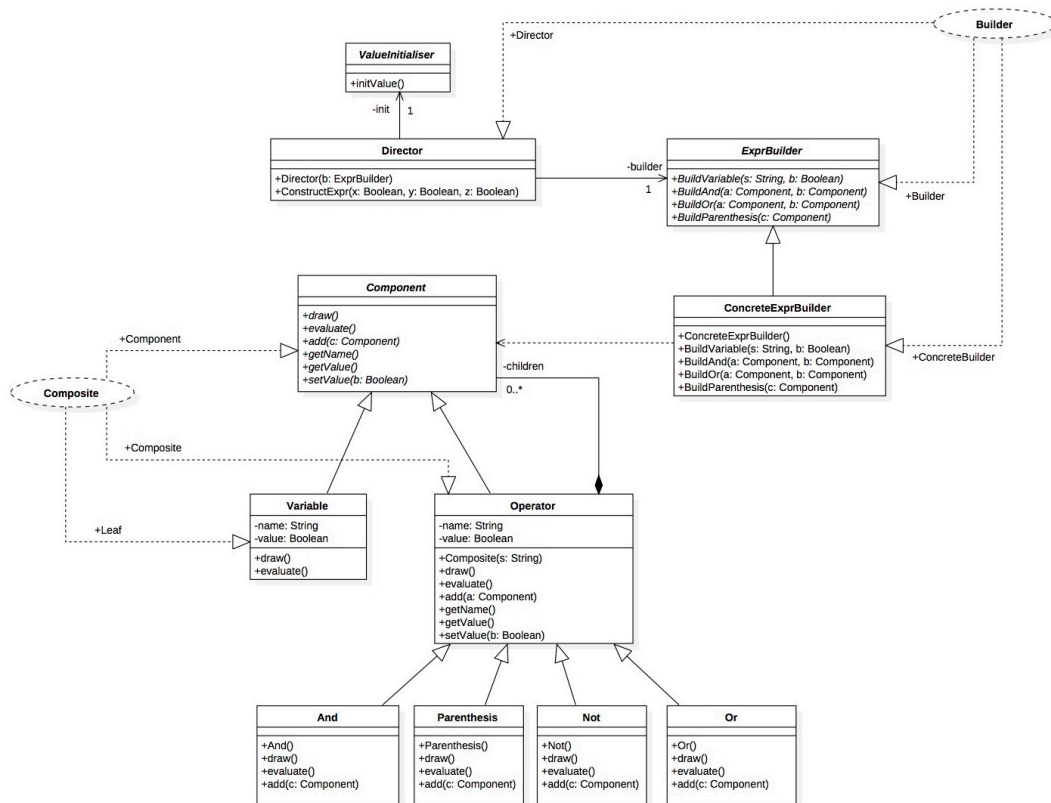 Builder
+Director
ValueInitialiser
+initValue()
-init
1
Director
+Director(b: ExprBuilder)
+ConstructExpr(x: Boolean, y: Boolean, z: Boolean)
-builder
1
ExprBuilder
+BuildVariable(s: String, b: Boolean)
+BuildAnd(a: Component, b: Component)
+BuildOr(a: Component, b: Component)
+BuildParenthesis(c: Component)
+Builder
Component
+draw()
+evaluate()
+add(c: Component)
+getName()
+getValue()
+setValue(b: Boolean)
ConcreteExprBuilder
+ConcreteExprBuilder()
+BuildVariable(s: String, b: Boolean)
+BuildAnd(a: Component, b: Component)
+BuildOr(a: Component, b: Component)
+BuildParenthesis(c: Component)
+ConcreteBuilder
+Component
-children
0..*
Composite
+Composite
+Leaf
Variable
-name: String
-value: Boolean
+draw()
+evaluate()
Operator
-name: String
-value: Boolean
+Composite(s: String)
+draw()
+evaluate()
+add(a: Component)
+getName()
+getValue()
+setValue(b: Boolean)
And
+And()
+draw()
+evaluate()
+add(c: Component)
Parenthesis
+Parenthesis()
+draw()
+evaluate()
+add(c: Component)
Not
+Not()
+draw()
+evaluate()
+add(c: Component)
Or
+Or()
+draw()
+evaluate()
+add(c: Component)